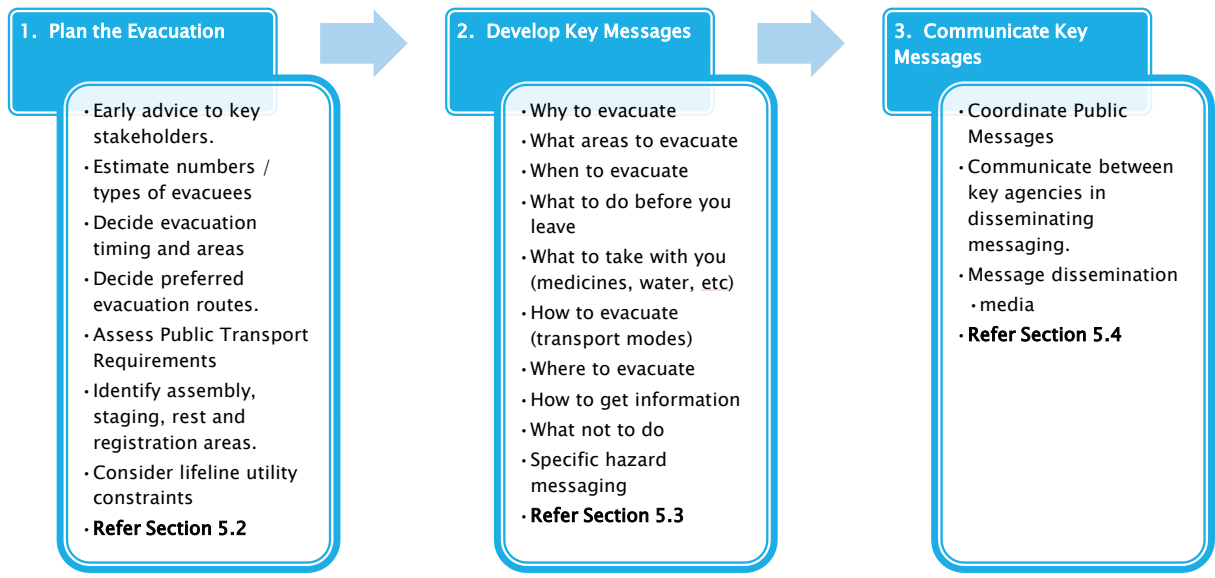 1. Plan the Evacuation
· Early advice to key
stakeholders.
· Estimate numbers /
types of evacuees
· Decide evacuation
timing and areas
· Decide preferred
evacuation routes.
· Assess Public Transport
Requirements
· Identify assembly,
staging, rest and
registration areas.
· Consider lifeline utility
constraints
· Refer Section 5.2
2. Develop Key Messages
· Why to evacuate
· What areas to evacuate
· When to evacuate
· What to do before you
leave
· What to take with you
(medicines, water, etc)
· How to evacuate
(transport modes)
· Where to evacuate
· How to get information
· What not to do
· Specific hazard
messaging
· Refer Section 5.3
3. Communicate Key
Messages
· Coordinate Public
Messages
· Communicate between
key agencies in
disseminating
messaging.
· Message dissemination
· media
· Refer Section 5.4